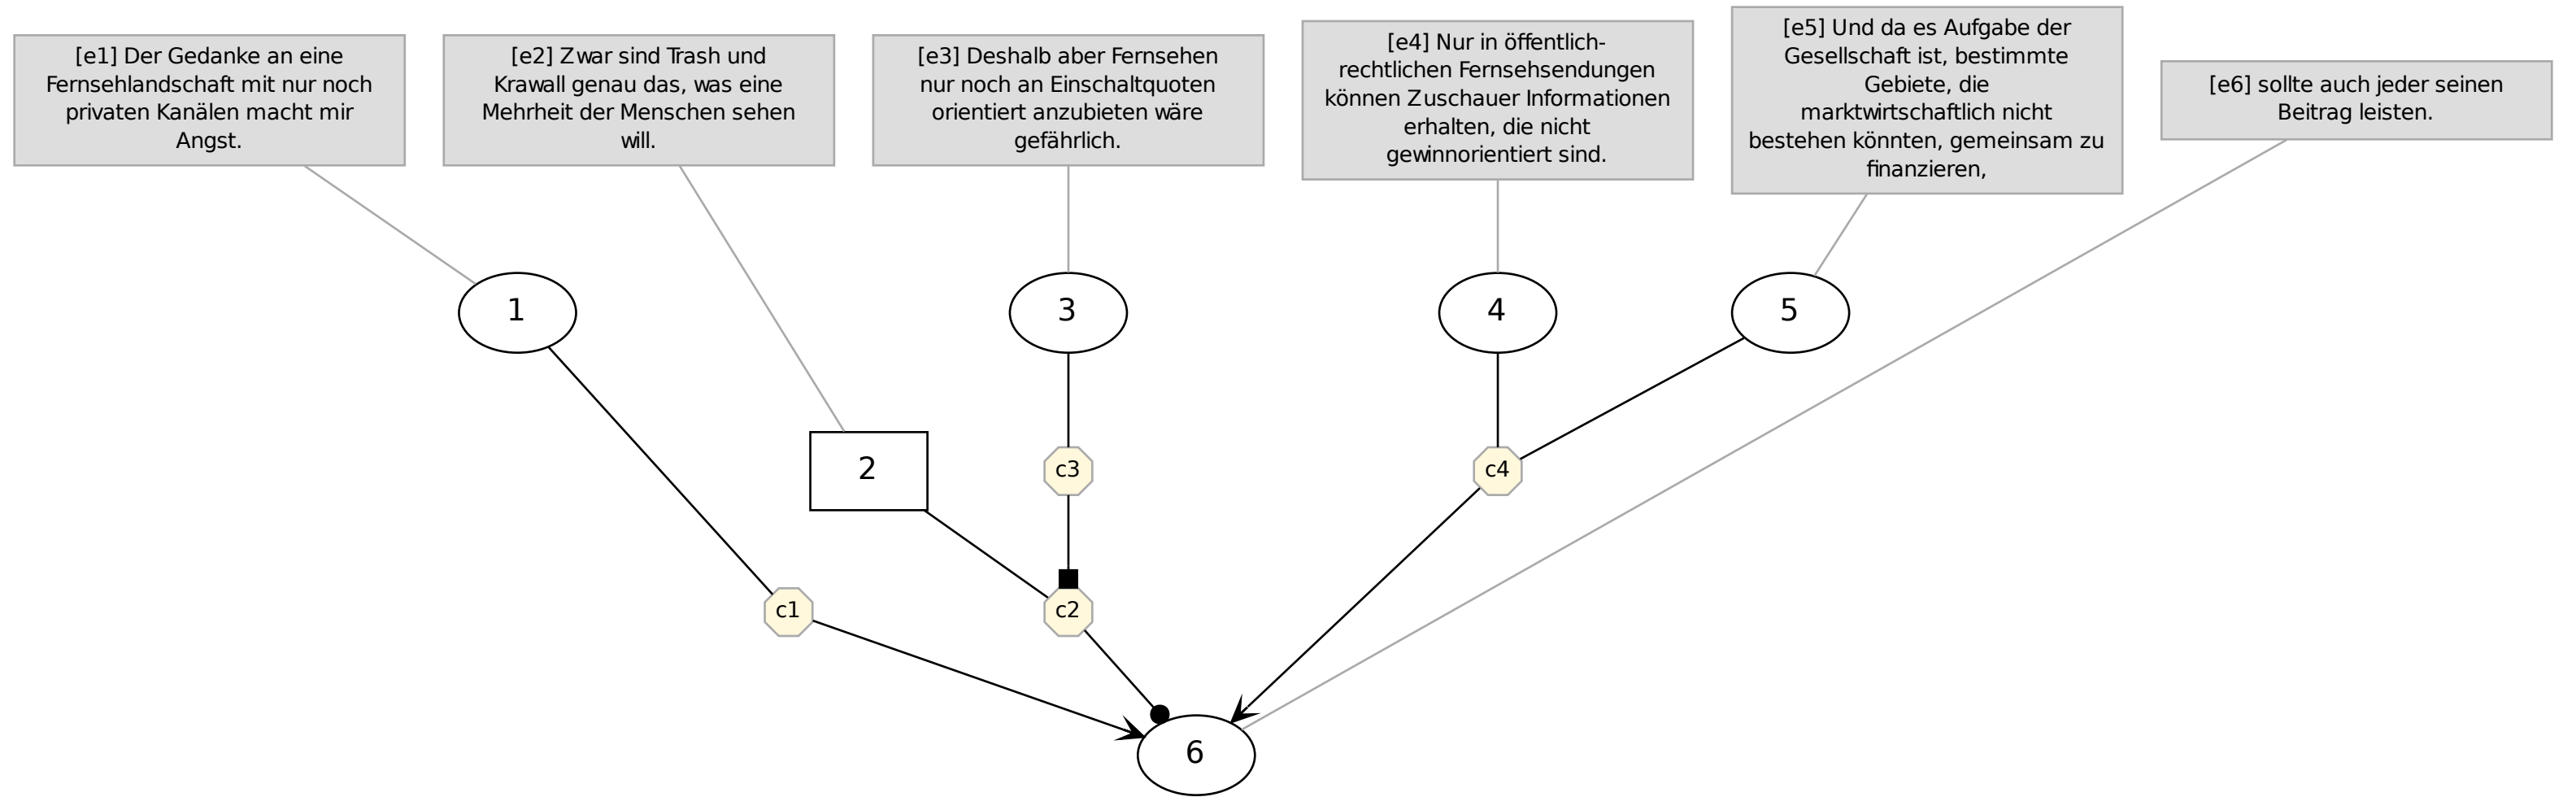 [e1] Der Gedanke an eine
Fernsehlandschaft mit nur noch
privaten Kanälen macht mir
Angst.
[e2] Zwar sind Trash und
Krawall genau das, was eine
Mehrheit der Menschen sehen
will.
[e3] Deshalb aber Fernsehen
nur noch an Einschaltquoten
orientiert anzubieten wäre
gefährlich.
[e4] Nur in öffentlich-
rechtlichen Fernsehsendungen
können Zuschauer Informationen
erhalten, die nicht
gewinnorientiert sind.
[e5] Und da es Aufgabe der
Gesellschaft ist, bestimmte
Gebiete, die
marktwirtschaftlich nicht
bestehen könnten, gemeinsam zu
finanzieren,
[e6] sollte auch jeder seinen
Beitrag leisten.
1
3
4
5
2
c3
c4
c1
c2
6